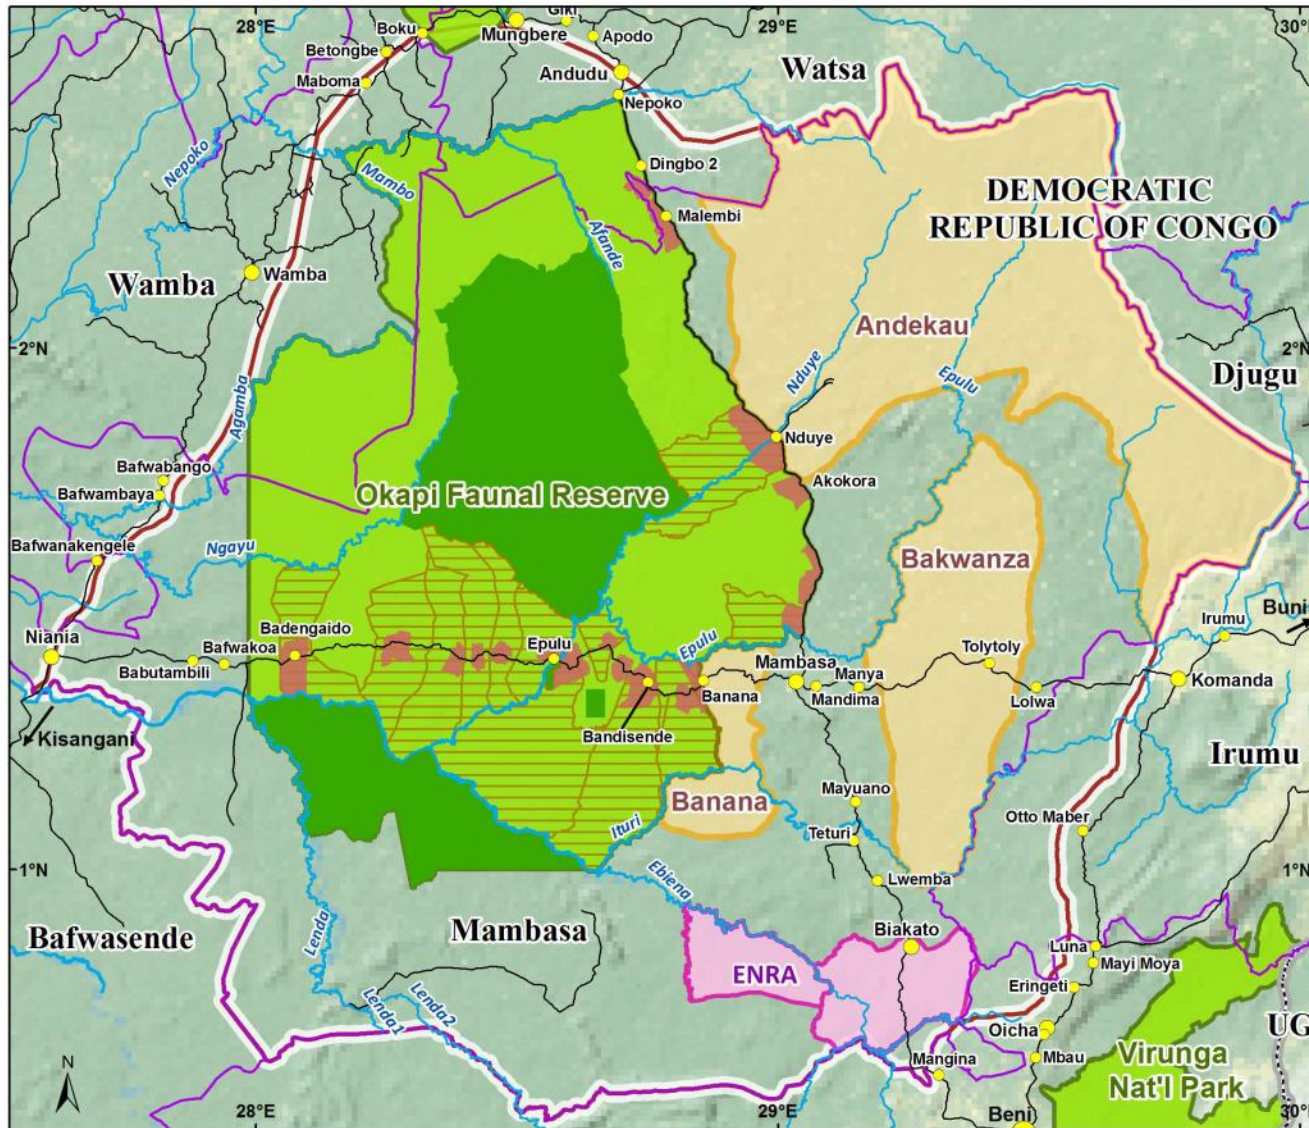 28°E
29°E
30°
Boku
Mungbere
Giki
Apodo
Betongbe
Maboma
Andudu
Nepoko
Watsa
Nepoko
Mambo
Dingbo 2
Malembi
Afande
DEMOCRATIC
REPUBLIC OF CONGO
Wamba
Wamba
Andekau
2°N
2°N
Agamba
Nduye
Epulu
Djugu
Nduye
Bafwabango
Bafwambaya
Okapi Faunal Reserve
Akokora
Bafwanakengele
Ngayu
Bakwanza
Niania
Badengaido
Bafwakoa
Babutambili
Epulu
Epulu
Mambasa
Manya
Mandima
Tolytoly
Lolwa
Irumu
Buni
Komanda
Banana
Kisangani
Bandisende
Irumu
Banana
Mayuano
Ituri
Teturi
Otto Maber
1°N
1°N
Ebiena
Lwemba
Bafwasende
Lenda
Mambasa
Biakato
ENRA
Luna
Mayi Moya
Eringeti
Lenda1
Lenda2
Oicha
Mbau
UG
Mangina
Virunga
Nat'l Park
N
Beni
28°E
29°E
30°